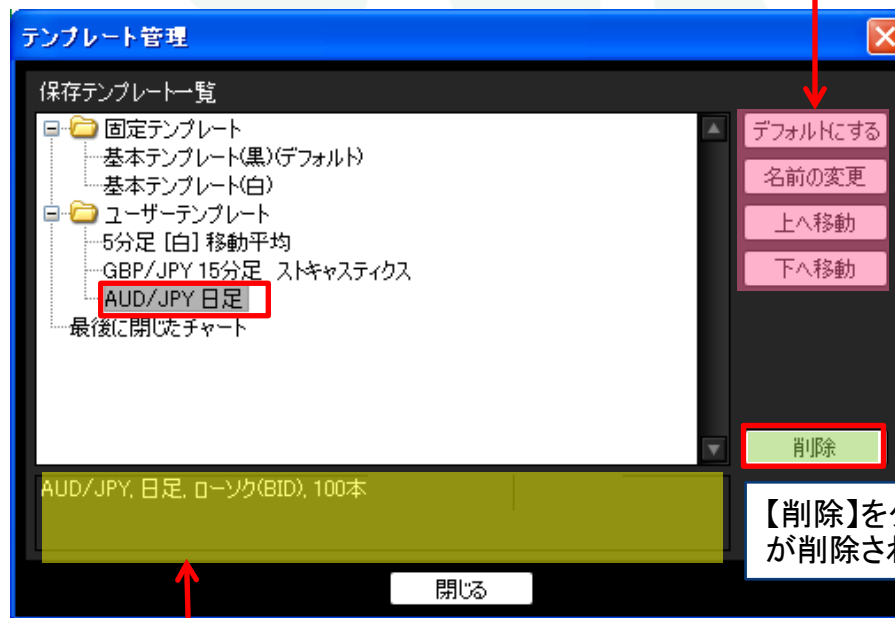 テンプレート管理
保存テンプレート一覧
固定テンプレート
基本テンプレート(黒)(デフォルト)
基本テンプレート(白)
ユーザーテンプレート
5分足 [白] 移動平均
GBP/JPY 15分足 ストキャスティクス
AUD/JPY 日足
最後に閉じたチャート
デフォルトにする
名前の変更
上へ移動
下へ移動
削除
AUD/JPY, 日足, ローソク(BID), 100本
【削除】を
が削除さ
閉じる